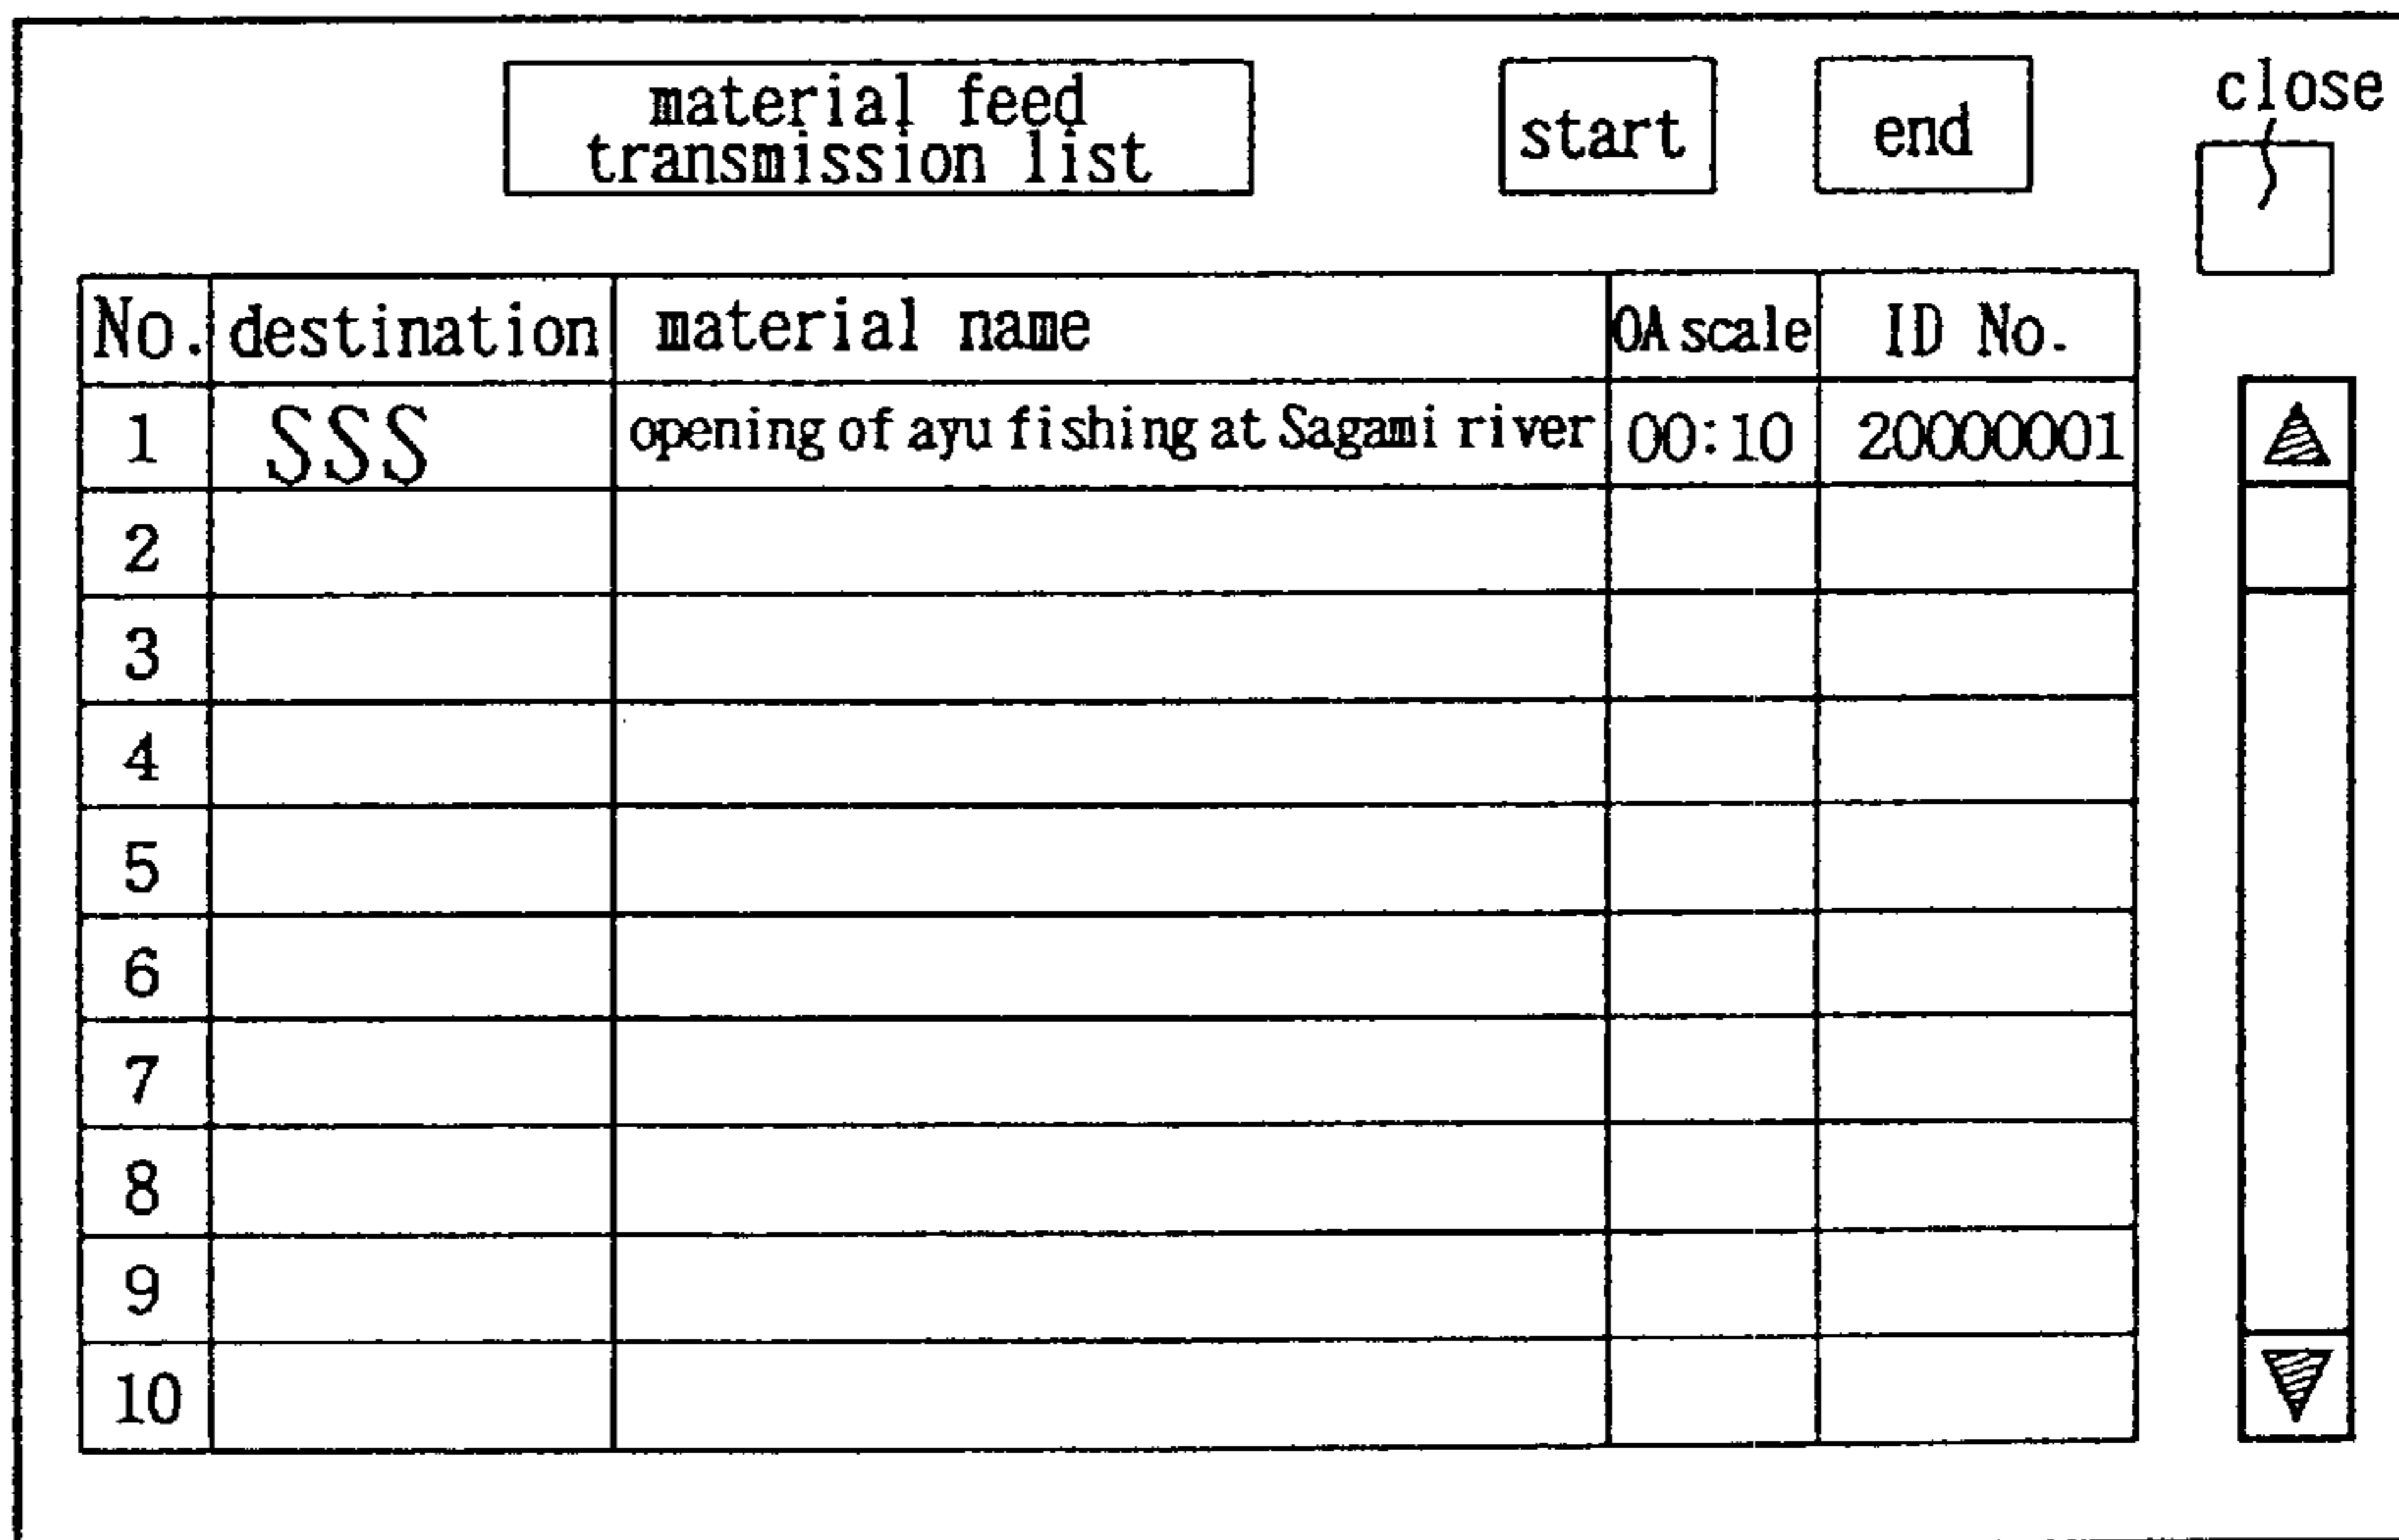 material feed
transmission list
start
end
close
No. destination material name OA scale ID No.
1 SSS opening of ayu fishing at Sagami river 00:10 20000001
2
3
4
5
6
7
8
9
10